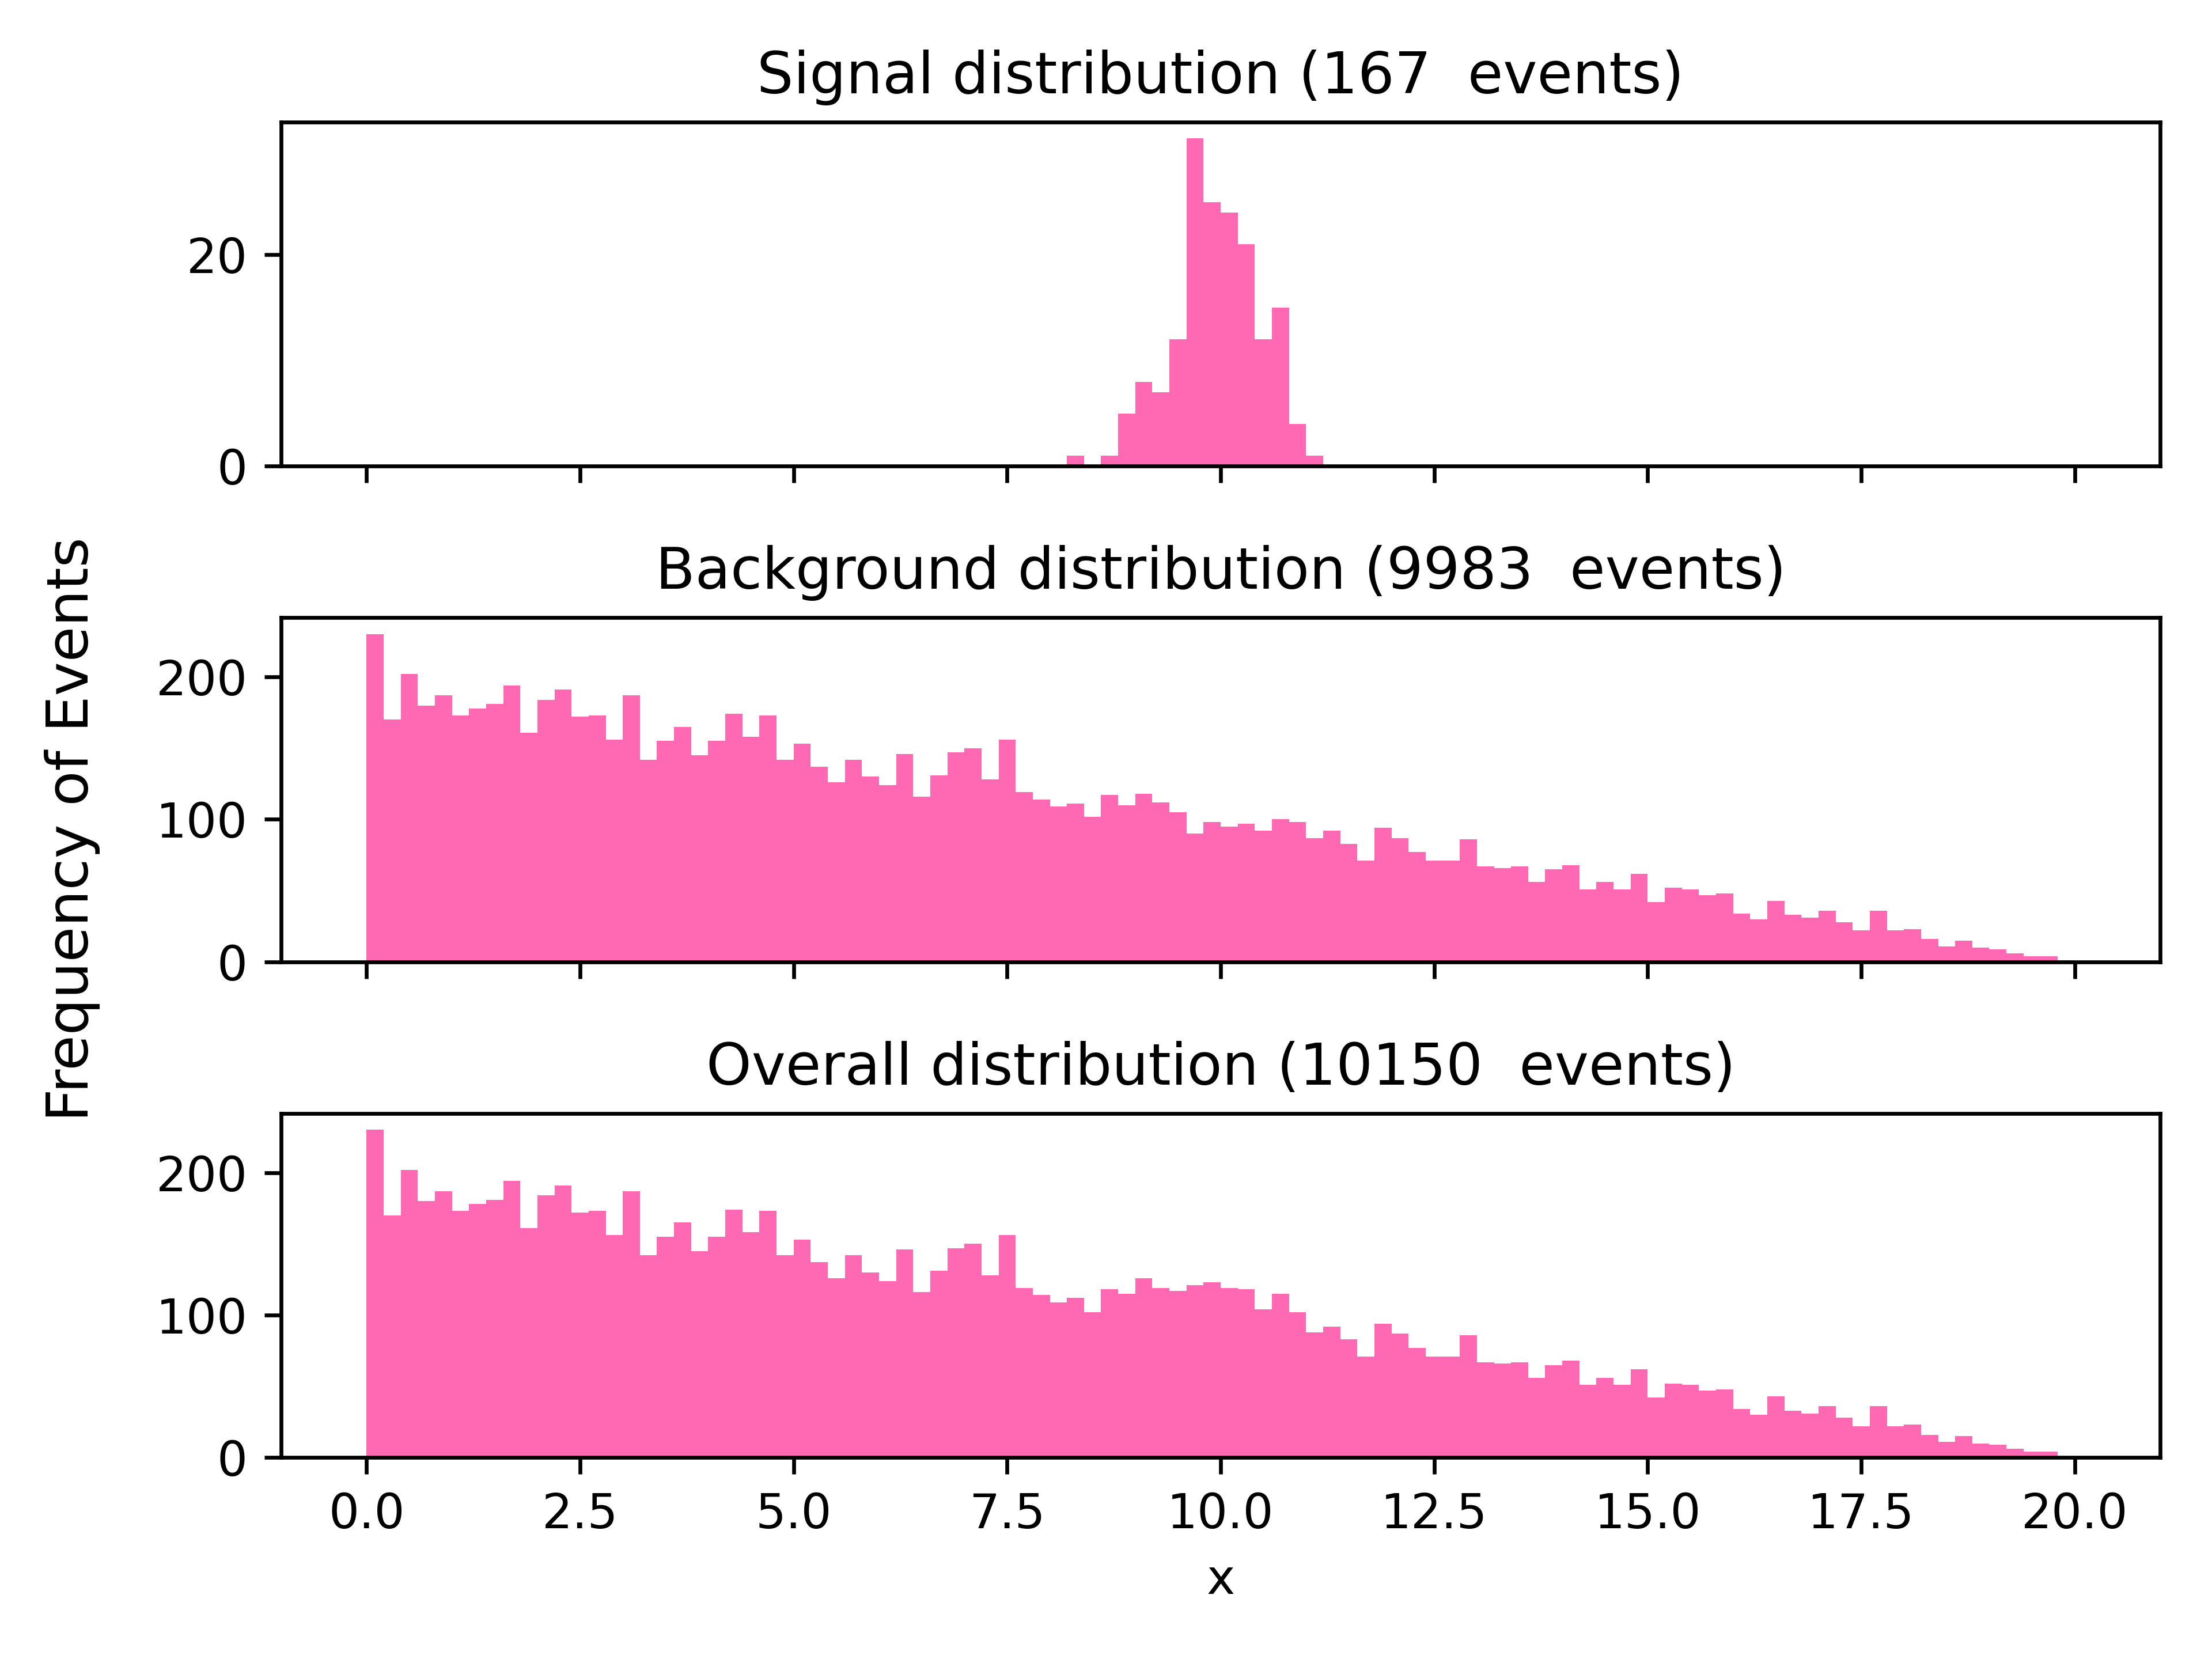 Signal distribution (167  events)
20
0
Background distribution (9983  events)
200
100
0
Frequency of Events
Overall distribution (10150  events)
200
100
0
0.0 2.5 5.0 7.5 10.0 12.5 15.0 17.5 20.0
x